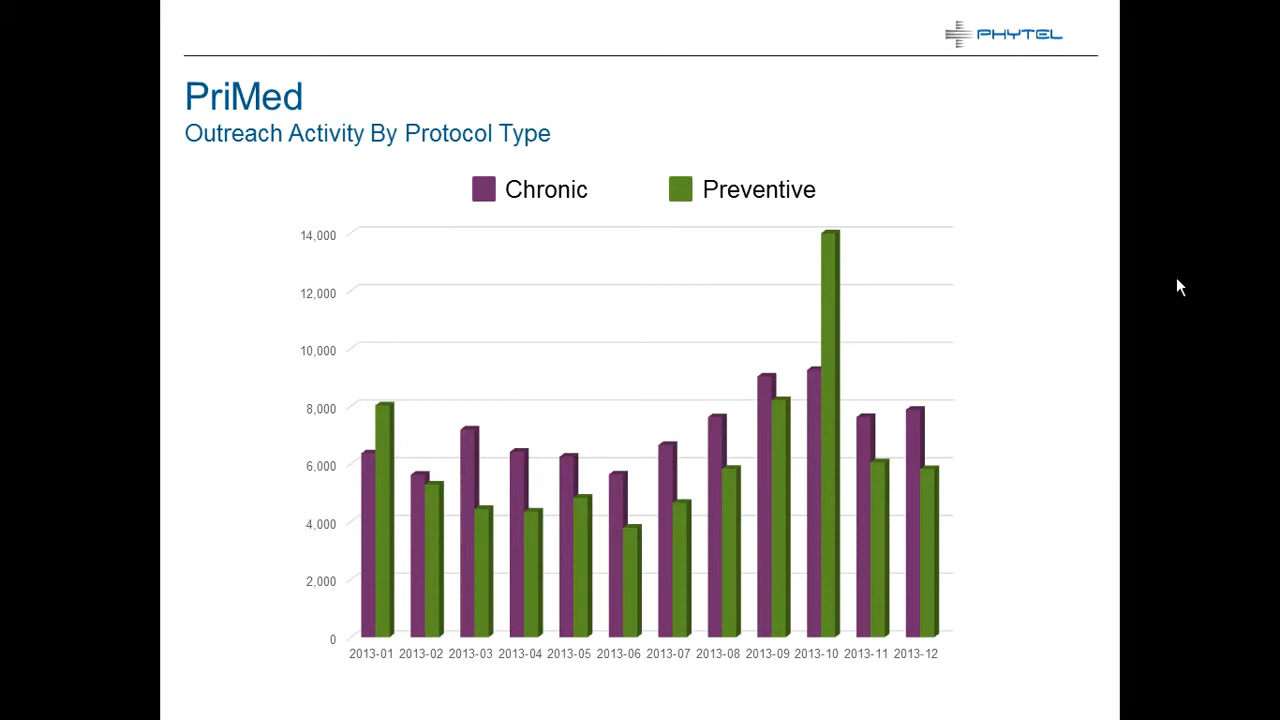 PHYTEL
PriMed
Outreach Activity By Protocol Type
Chronic Preventive
14,000
12,000
10,000
8,000
6,000
4,000
2,000
0
2013-01 2013-02 2013-03 2013-04 2013-05 2013-06 2013-07 2013-08 2013-09 2013-10 2013-11 2013-12